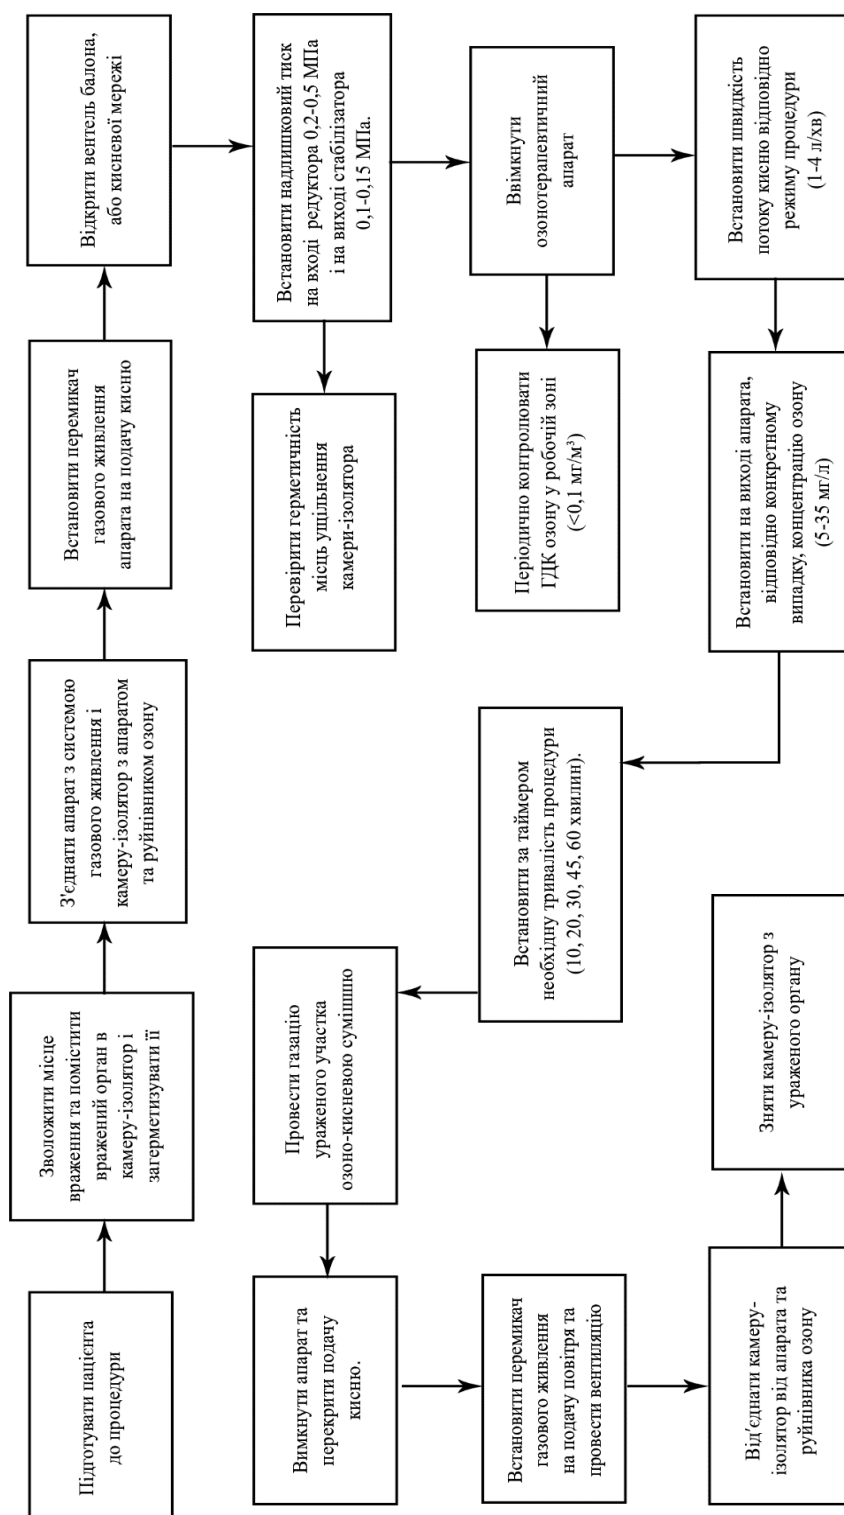 Підготувати пацієнта
до процедури
Зволожити місце
враження та помістити
вражений орган в
камеру-ізолятор і
загерметизувати її
З'єднати апарат з системою
газового живлення і
камеру-ізолятор з апаратом
та руйнівником озону
Встановити перемикач
газового живлення
апарата на подачу кисню
Відкрити вентель балона,
або кисневої мережі
Встановити надлишковий тиск
на вході редуктора 0,2-0,5 МПа
і на виході стабілізатора
0,1-0,15 МПа.
Перевірити герметичність
місць ущільнення
камери-ізолятора
Ввімкнути
озонотерапевтичний
апарат
Періодично контролювати
ГДК озону у робочій зоні
(<0,1 мг/м³)
Встановити швидкість
потоку кисню відповідно
режиму процедури
(1-4 л/хв)
Встановити на виході апарата,
відповідно конкретному
випадку, концентрацію озону
(5-35 мг/л)
Встановити за таймером
необхідну тривалість процедури
(10, 20, 30, 45, 60 хвилин).
Провести газацію
ураженого участка
озоно-кисневою сумішшю
Вимкнути апарат та
перекрити подачу
кисню.
Встановити перемикач
газового живлення
на подачу повітря та
провести вентиляцію
Від'єднати камеру-
ізолятор від апарата та
руйнівника озону
Зняти камеру-ізолятор з
ураженого органу